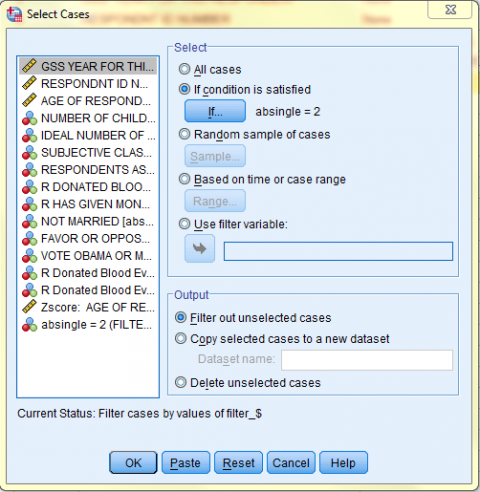 RESPONDNT ID NUMBER
None
Select Cases
GSS YEAR FOR THI...
RESPONDNT ID N...
AGE OF RESPOND...
NUMBER OF CHILD...
IDEAL NUMBER OF ...
SUBJECTIVE CLAS...
RESPONDENTS AS...
R DONATED BLOO...
R HAS GIVEN MON...
NOT MARRIED [abs...
FAVOR OR OPPOS...
VOTE OBAMA OR M...
R Donated Blood Ev...
R Donated Blood Ev...
Zscore: AGE OF RE...
absingle = 2 (FILTE...
Select
All cases
If condition is satisfied
If... absingle = 2
Random sample of cases
Sample...
Based on time or case range
Range...
Use filter variable:
Output
Filter out unselected cases
Copy selected cases to a new dataset
Dataset name:
Delete unselected cases
Current Status: Filter cases by values of filter_$
OK Paste Reset Cancel Help